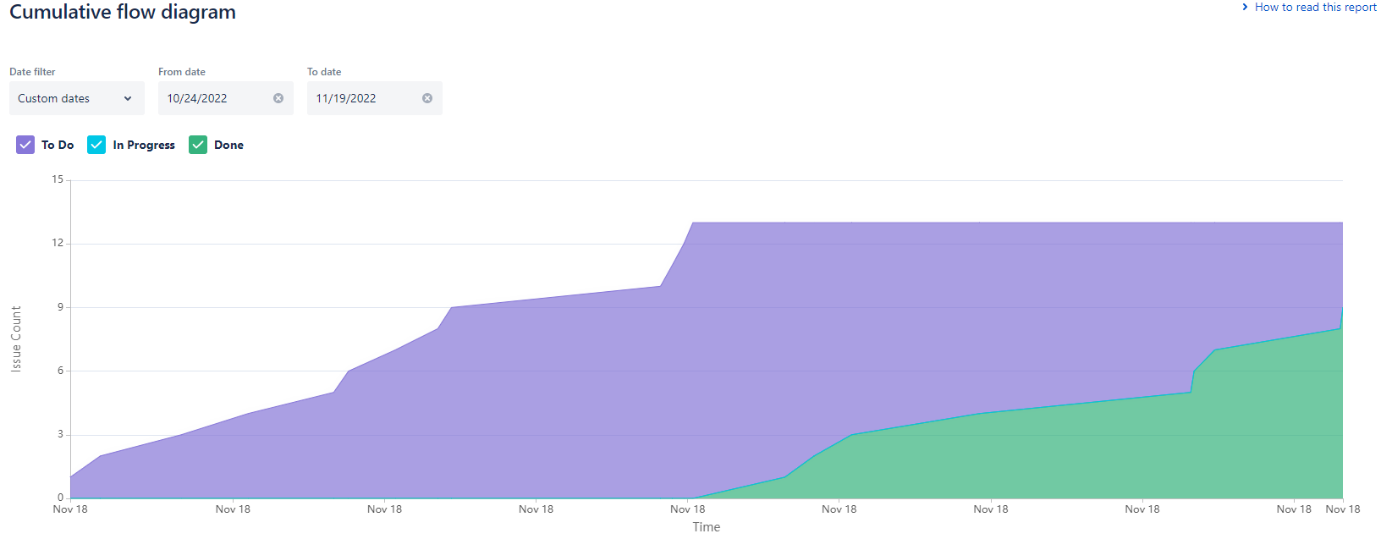 Cumulative flow diagram
How to read this report
Date filter
From date
To date
Custom dates
10/24/2022
11/19/2022
To Do
In Progress
Done
15
12
9
6
3
0
Issue Count
Nov 18 Nov 18 Nov 18 Nov 18 Nov 18 Nov 18 Nov 18 Nov 18 Nov 18 Nov 18
Time